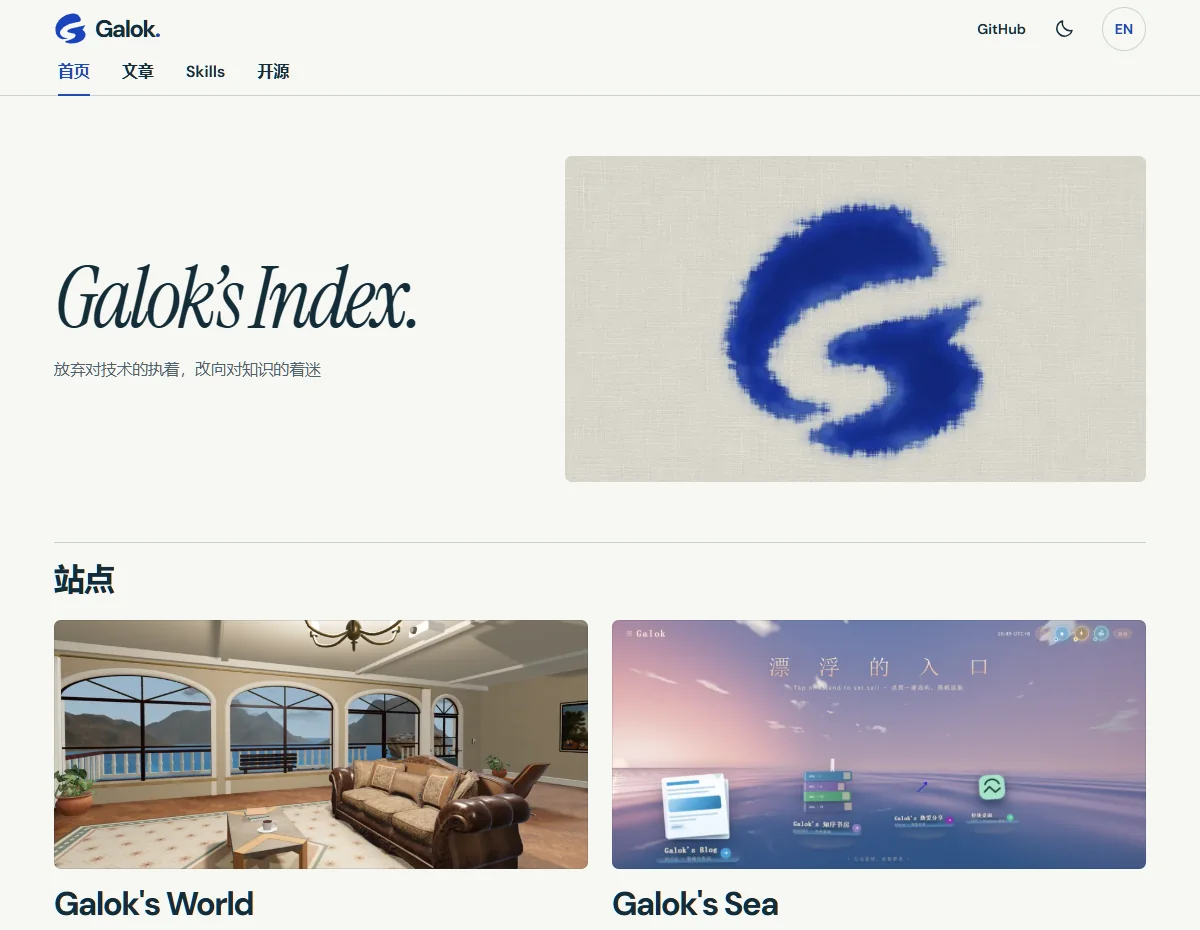 Galok.
GitHub
EN
首页
文章
Skills
开源
Galok’s Index.
放弃对技术的执着，改向对知识的着迷
站点
Galok
漂浮的入口
Galok's Blog
Galok's World
Galok's Sea